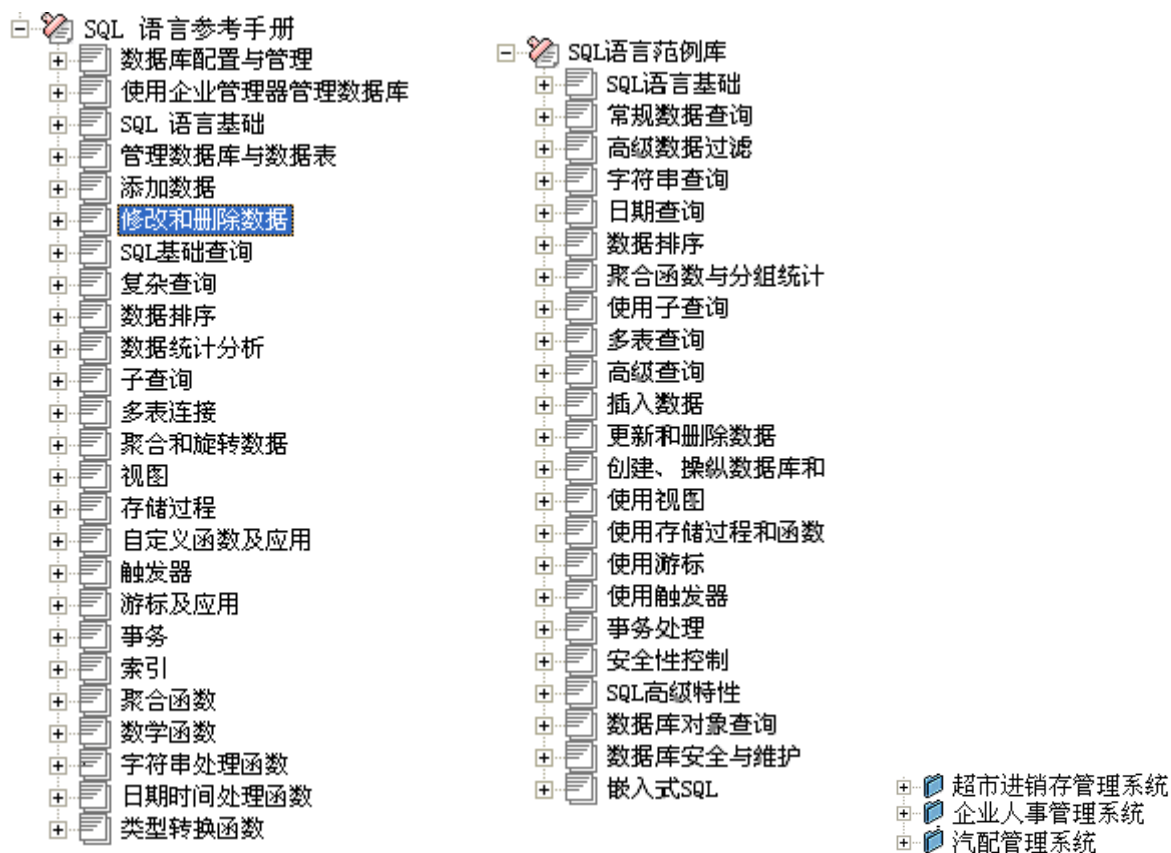 SQL 语言参考手册
数据库配置与管理
使用企业管理器管理数据库
SQL 语言基础
管理数据库与数据表
添加数据
修改和删除数据
SQL基础查询
复杂查询
数据排序
数据统计分析
子查询
多表连接
聚合和旋转数据
视图
存储过程
自定义函数及应用
触发器
游标及应用
事务
索引
聚合函数
数学函数
字符串处理函数
日期时间处理函数
类型转换函数
SQL语言范例库
SQL语言基础
常规数据查询
高级数据过滤
字符串查询
日期查询
数据排序
聚合函数与分组统计
使用子查询
多表查询
高级查询
插入数据
更新和删除数据
创建、操纵数据库和
使用视图
使用存储过程和函数
使用游标
使用触发器
事务处理
安全性控制
SQL高级特性
数据库对象查询
数据库安全与维护
嵌入式SQL
超市进销存管理系统
企业人事管理系统
汽配管理系统